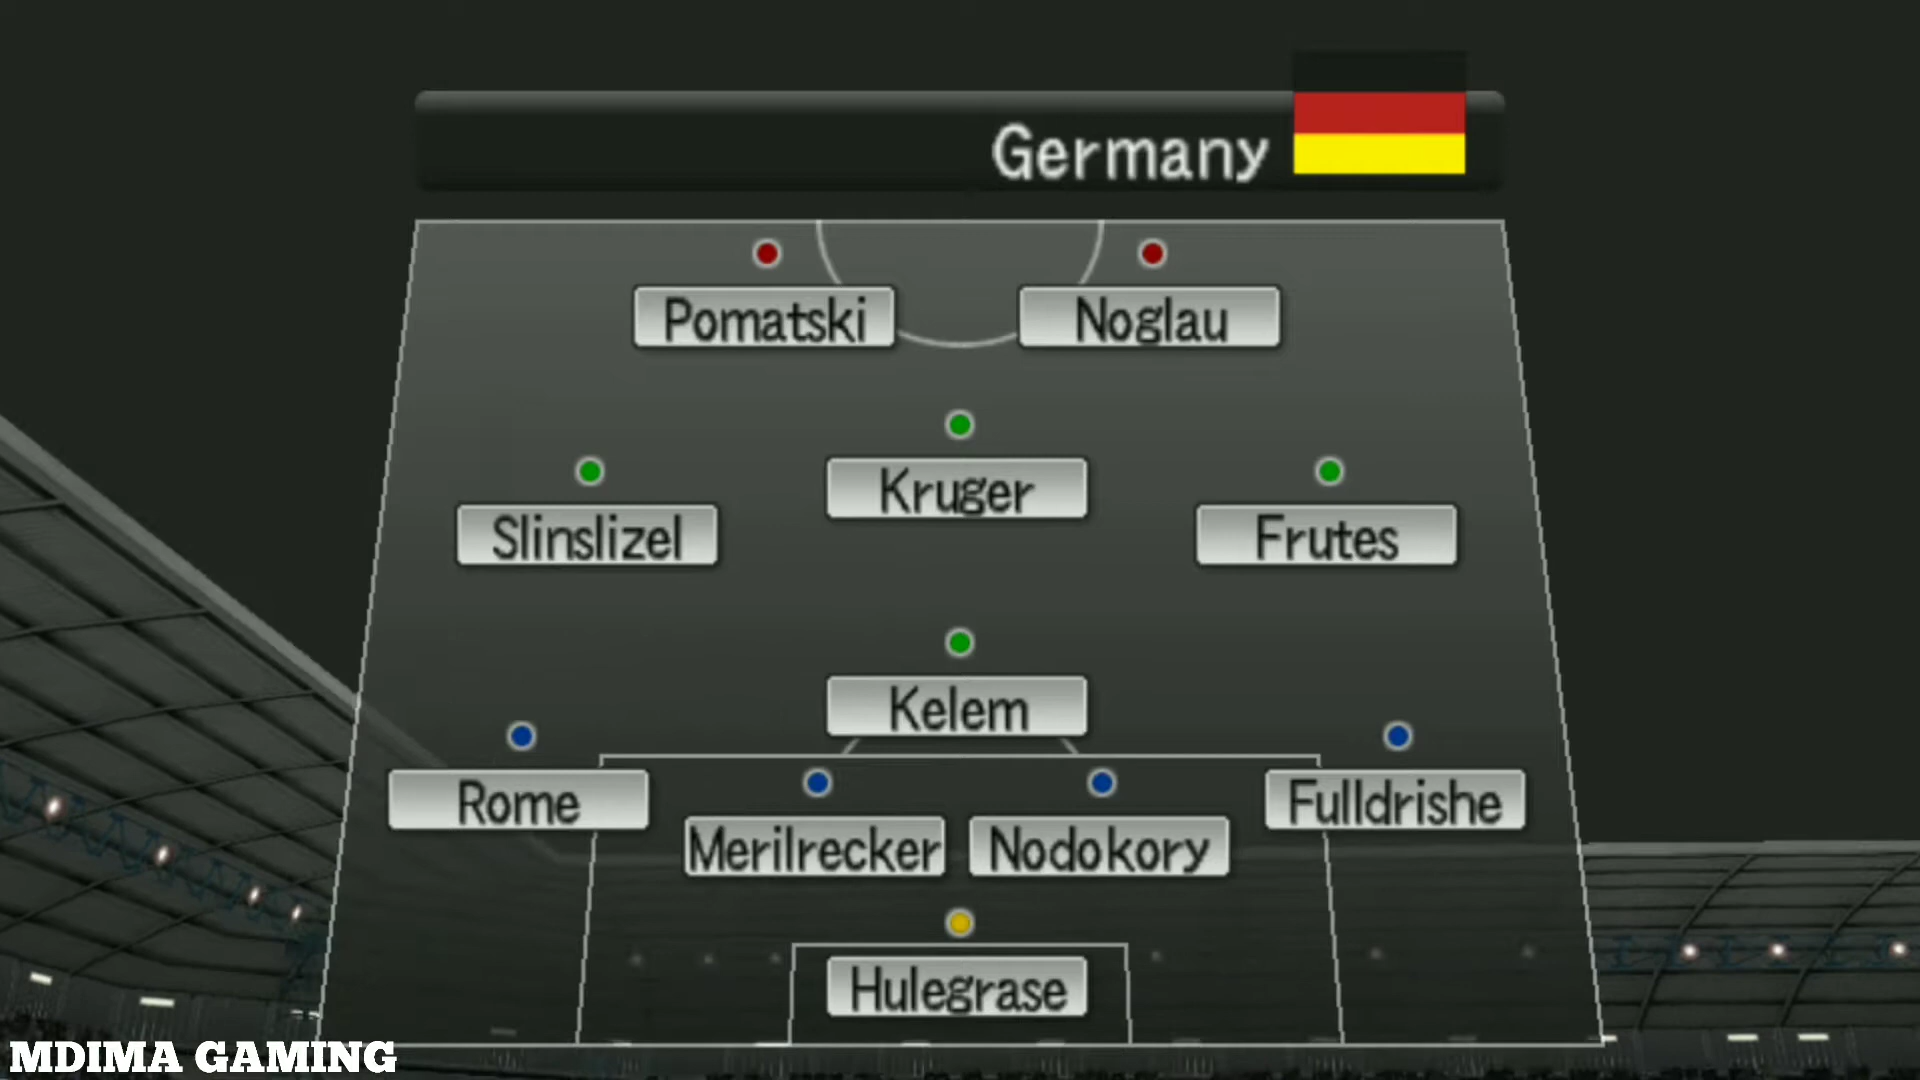 Germany
Pomatski
Noglau
Kruger
Slinslizel
Frutes
Kelem
Rome
Fulldrishe
Merilrecker
Nodokory
Hulegrase
MDIMA GAMING